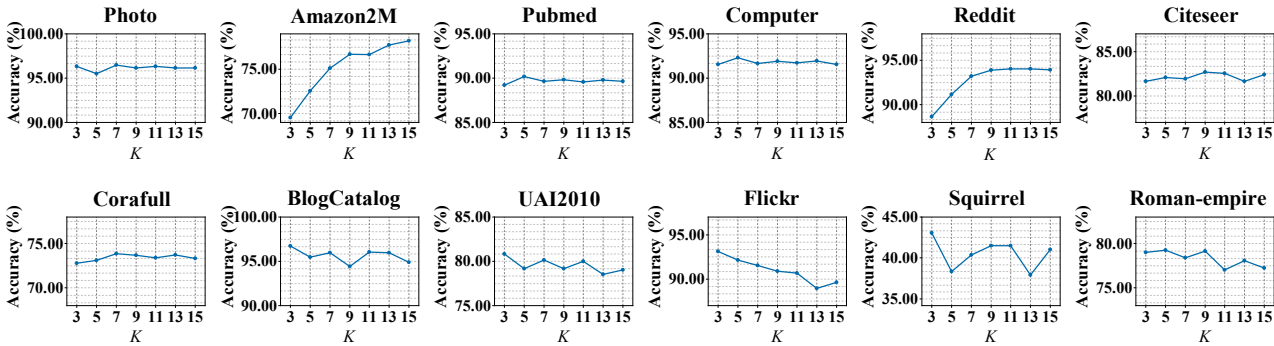 Photo Amazon2M Pubmed Computer Reddit Citeseer
Accuracy (%) Accuracy (%) Accuracy (%) Accuracy (%) Accuracy (%) Accuracy (%)
100.00 95.00 90.00
75.00 70.00
95.00 90.00 85.00
95.00 90.00 85.00
95.00 90.00
85.00 80.00
3 5 7 9 11 13 15 3 5 7 9 11 13 15 3 5 7 9 11 13 15 3 5 7 9 11 13 15 3 5 7 9 11 13 15 3 5 7 9 11 13 15
K K K K K K
Corafull BlogCatalog UAI2010 Flickr Squirrel Roman-empire
Accuracy (%) Accuracy (%) Accuracy (%) Accuracy (%) Accuracy (%) Accuracy (%)
75.00 70.00
100.00 95.00 90.00
85.00 80.00 75.00
95.00 90.00
45.00 40.00 35.00
80.00 75.00
3 5 7 9 11 13 15 3 5 7 9 11 13 15 3 5 7 9 11 13 15 3 5 7 9 11 13 15 3 5 7 9 11 13 15 3 5 7 9 11 13 15
K K K K K K